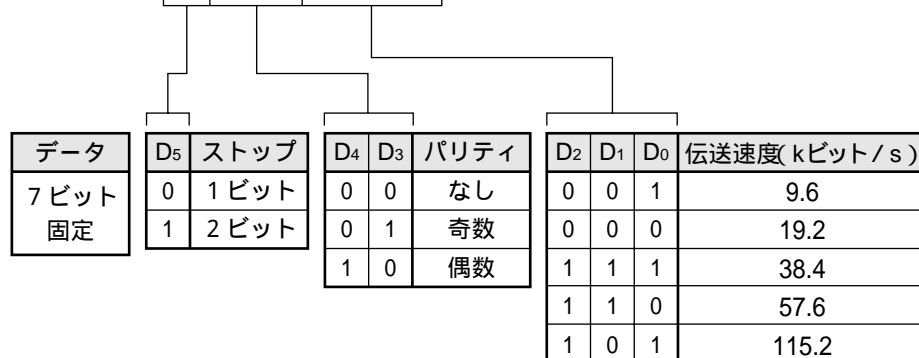 データ
7ビット
固定
D5 ストップ
0 1ビット
1 2ビット
D4 D3 パリティ
0 0 なし
0 1 奇数
1 0 偶数
D2 D1 D0 伝送速度(kビット/s)
0 0 1 9.6
0 0 0 19.2
1 1 1 38.4
1 1 0 57.6
1 0 1 115.2